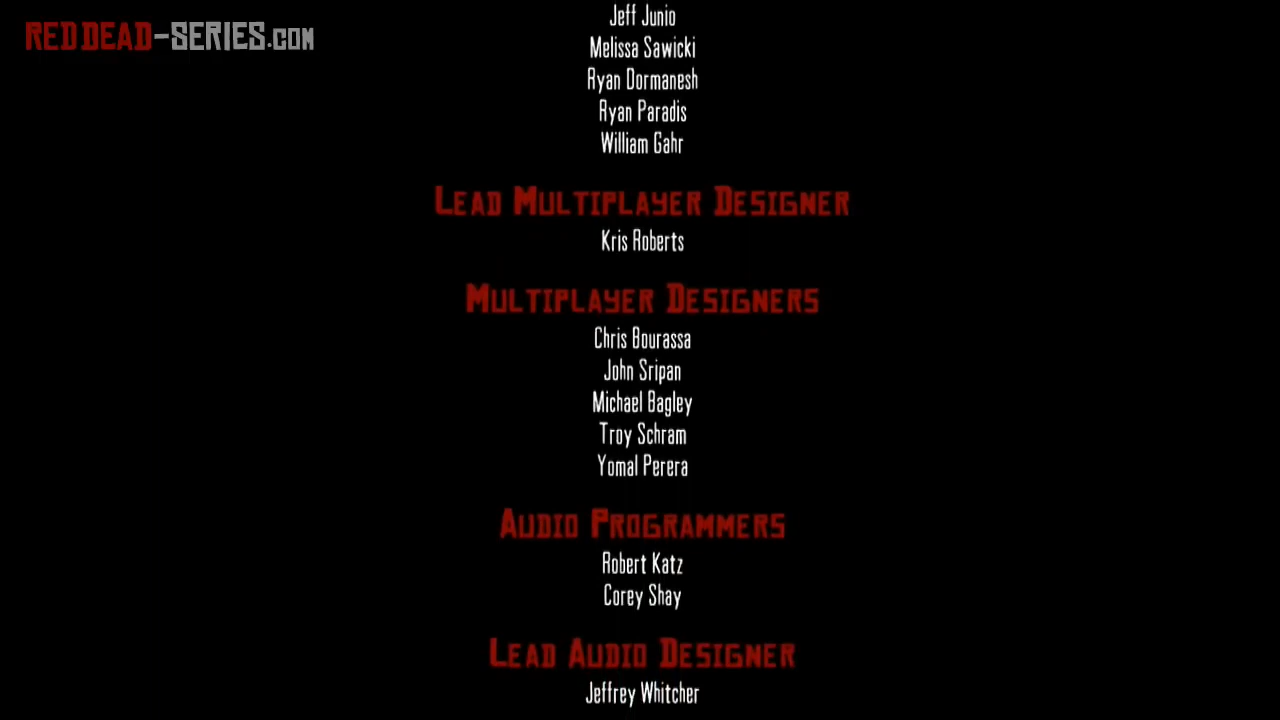 RED DEAD-SERIES.COM
Jeff Junio
Melissa Sawicki
Ryan Dormanesh
Ryan Paradis
William Gahr
LEAD MULTIPLAYER DESIGNER
Kris Roberts
MULTIPLAYER DESIGNERS
Chris Bourassa
John Sripan
Michael Bagley
Troy Schram
Yomal Perera
AUDIO PROGRAMMERS
Robert Katz
Corey Shay
LEAD AUDIO DESIGNER
Jeffrey Whitcher